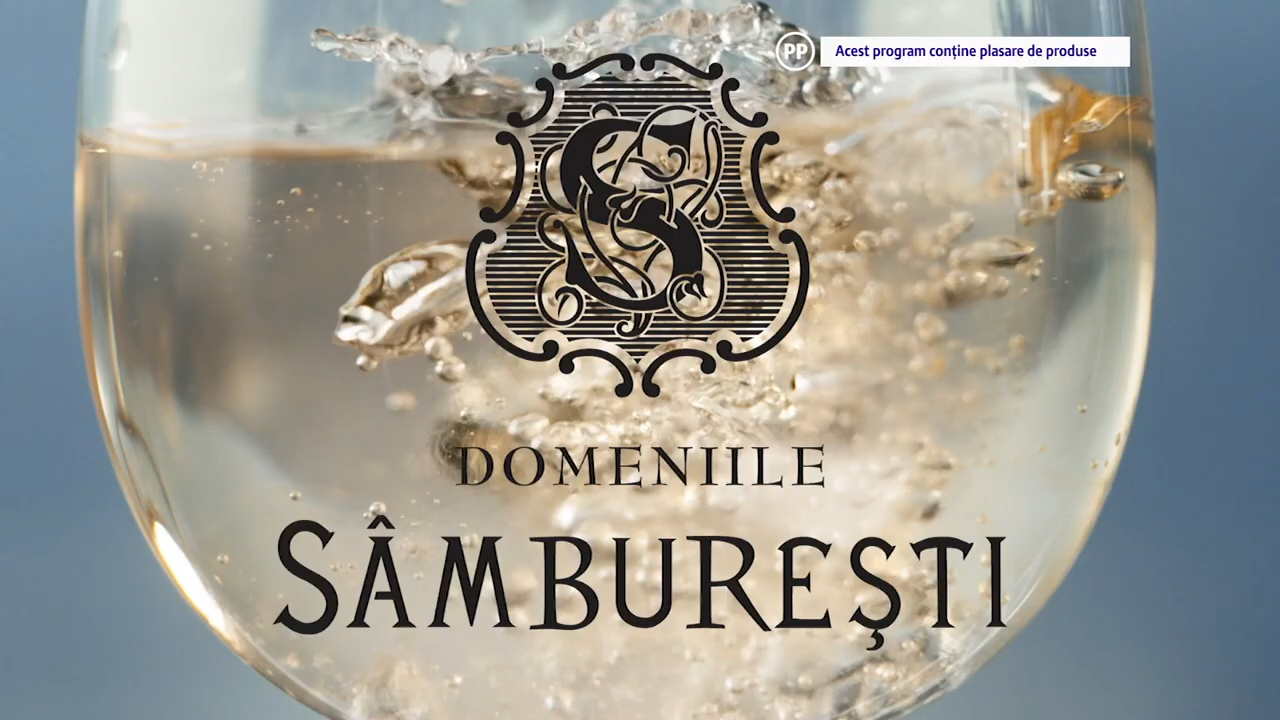 PP Acest program conține plasare de produse
S
DOMENIILE
SÂMBUREȘTI